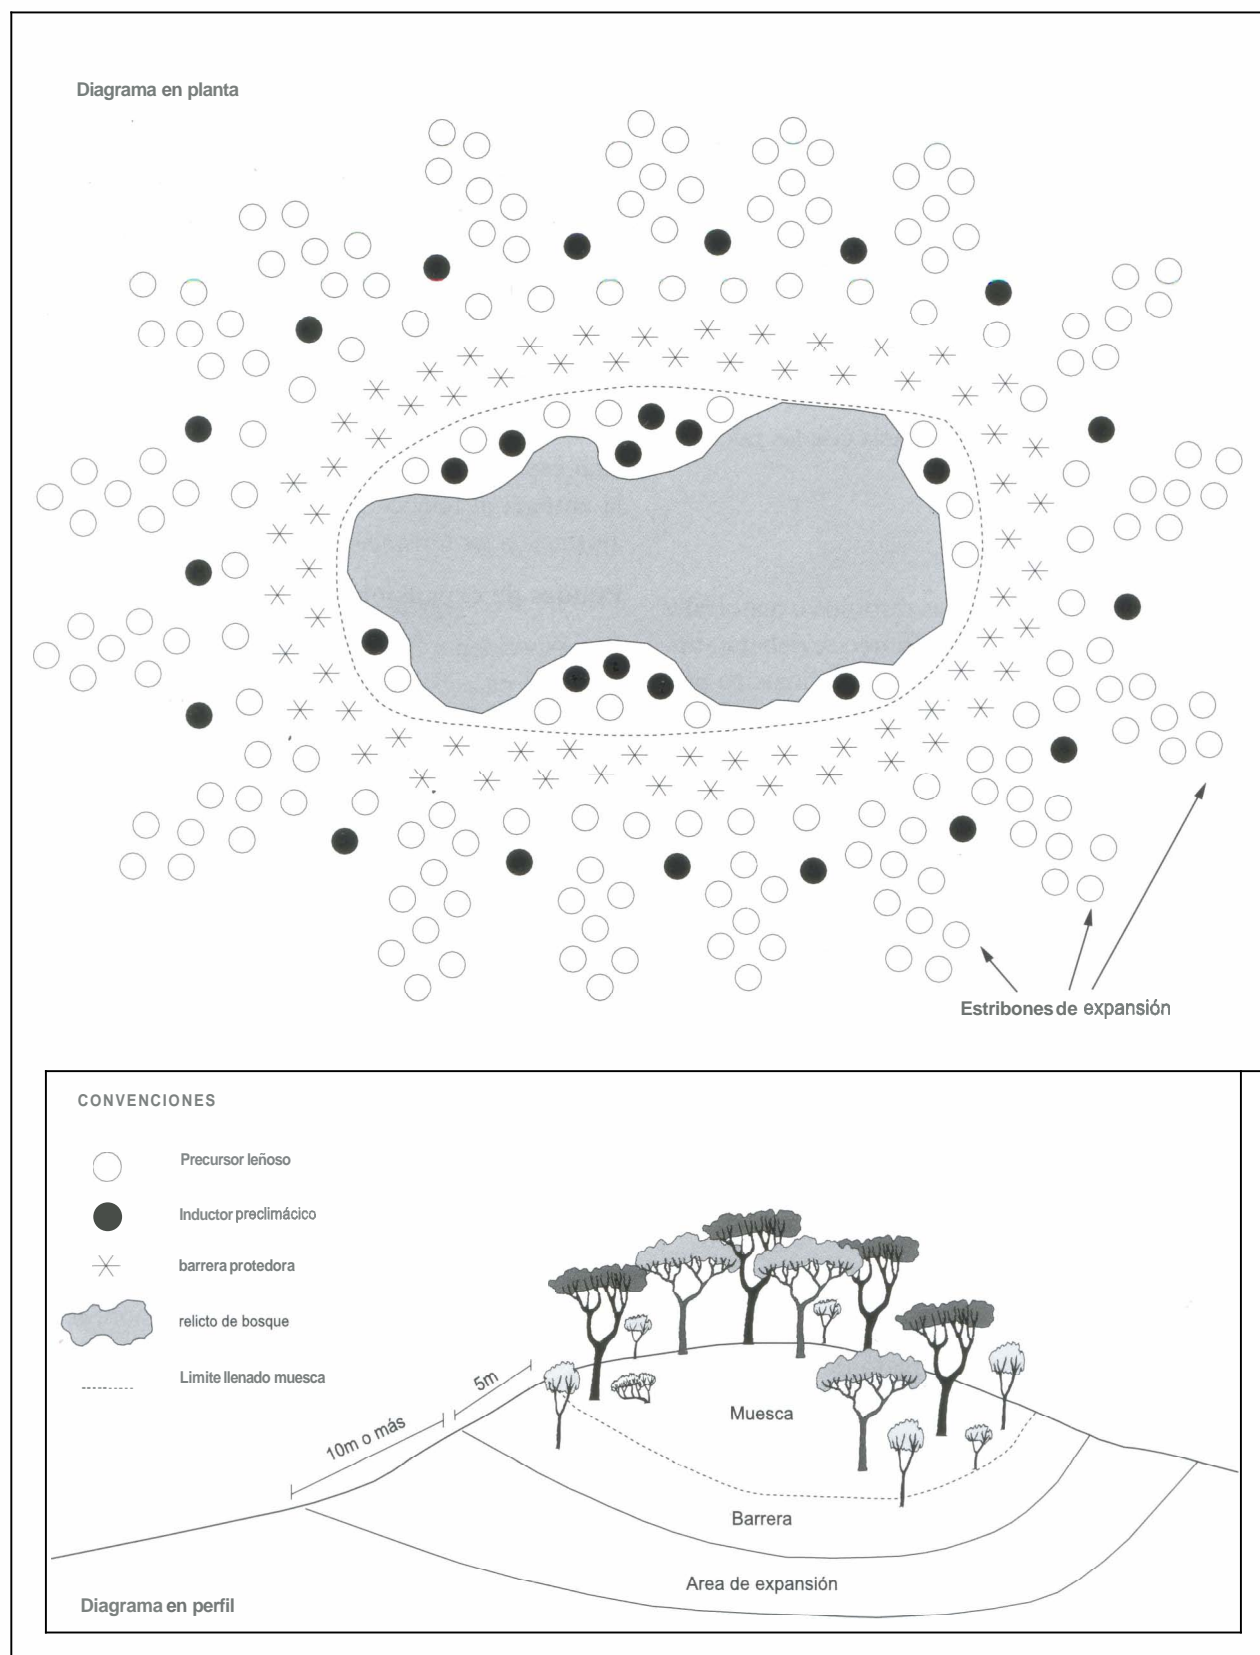 Diagrama en planta
Estribones de expansión
CONVENCIONES
Precursor leñoso
Inductor preclimácico
barrera protedora
relicto de bosque
Limite llenado muesca
5m
10m o más
Muesca
Barrera
Area de expansión
Diagrama en perfil